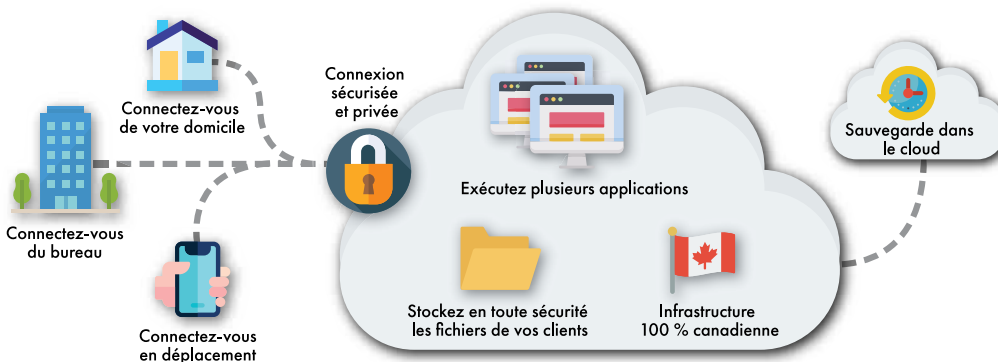 Connectez-vous
de votre domicile
Connectez-vous
du bureau
Connectez-vous
en déplacement
Connexion
sécurisée
et privée
Exécutez plusieurs applications
Stockez en toute sécurité
les fichiers de vos clients
Infrastructure
100 % canadienne
Sauvegarde dans
le cloud